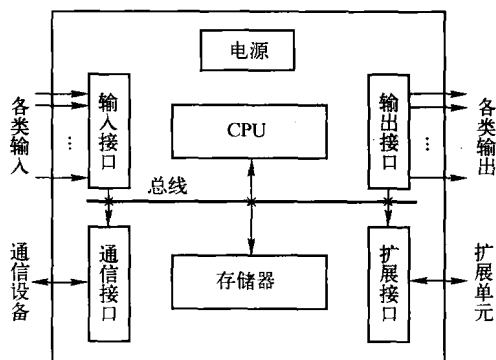 电源
各类输入
输入接口
CPU
输出接口
各类输出
总线
通信设备
通信接口
存储器
扩展接口
扩展单元